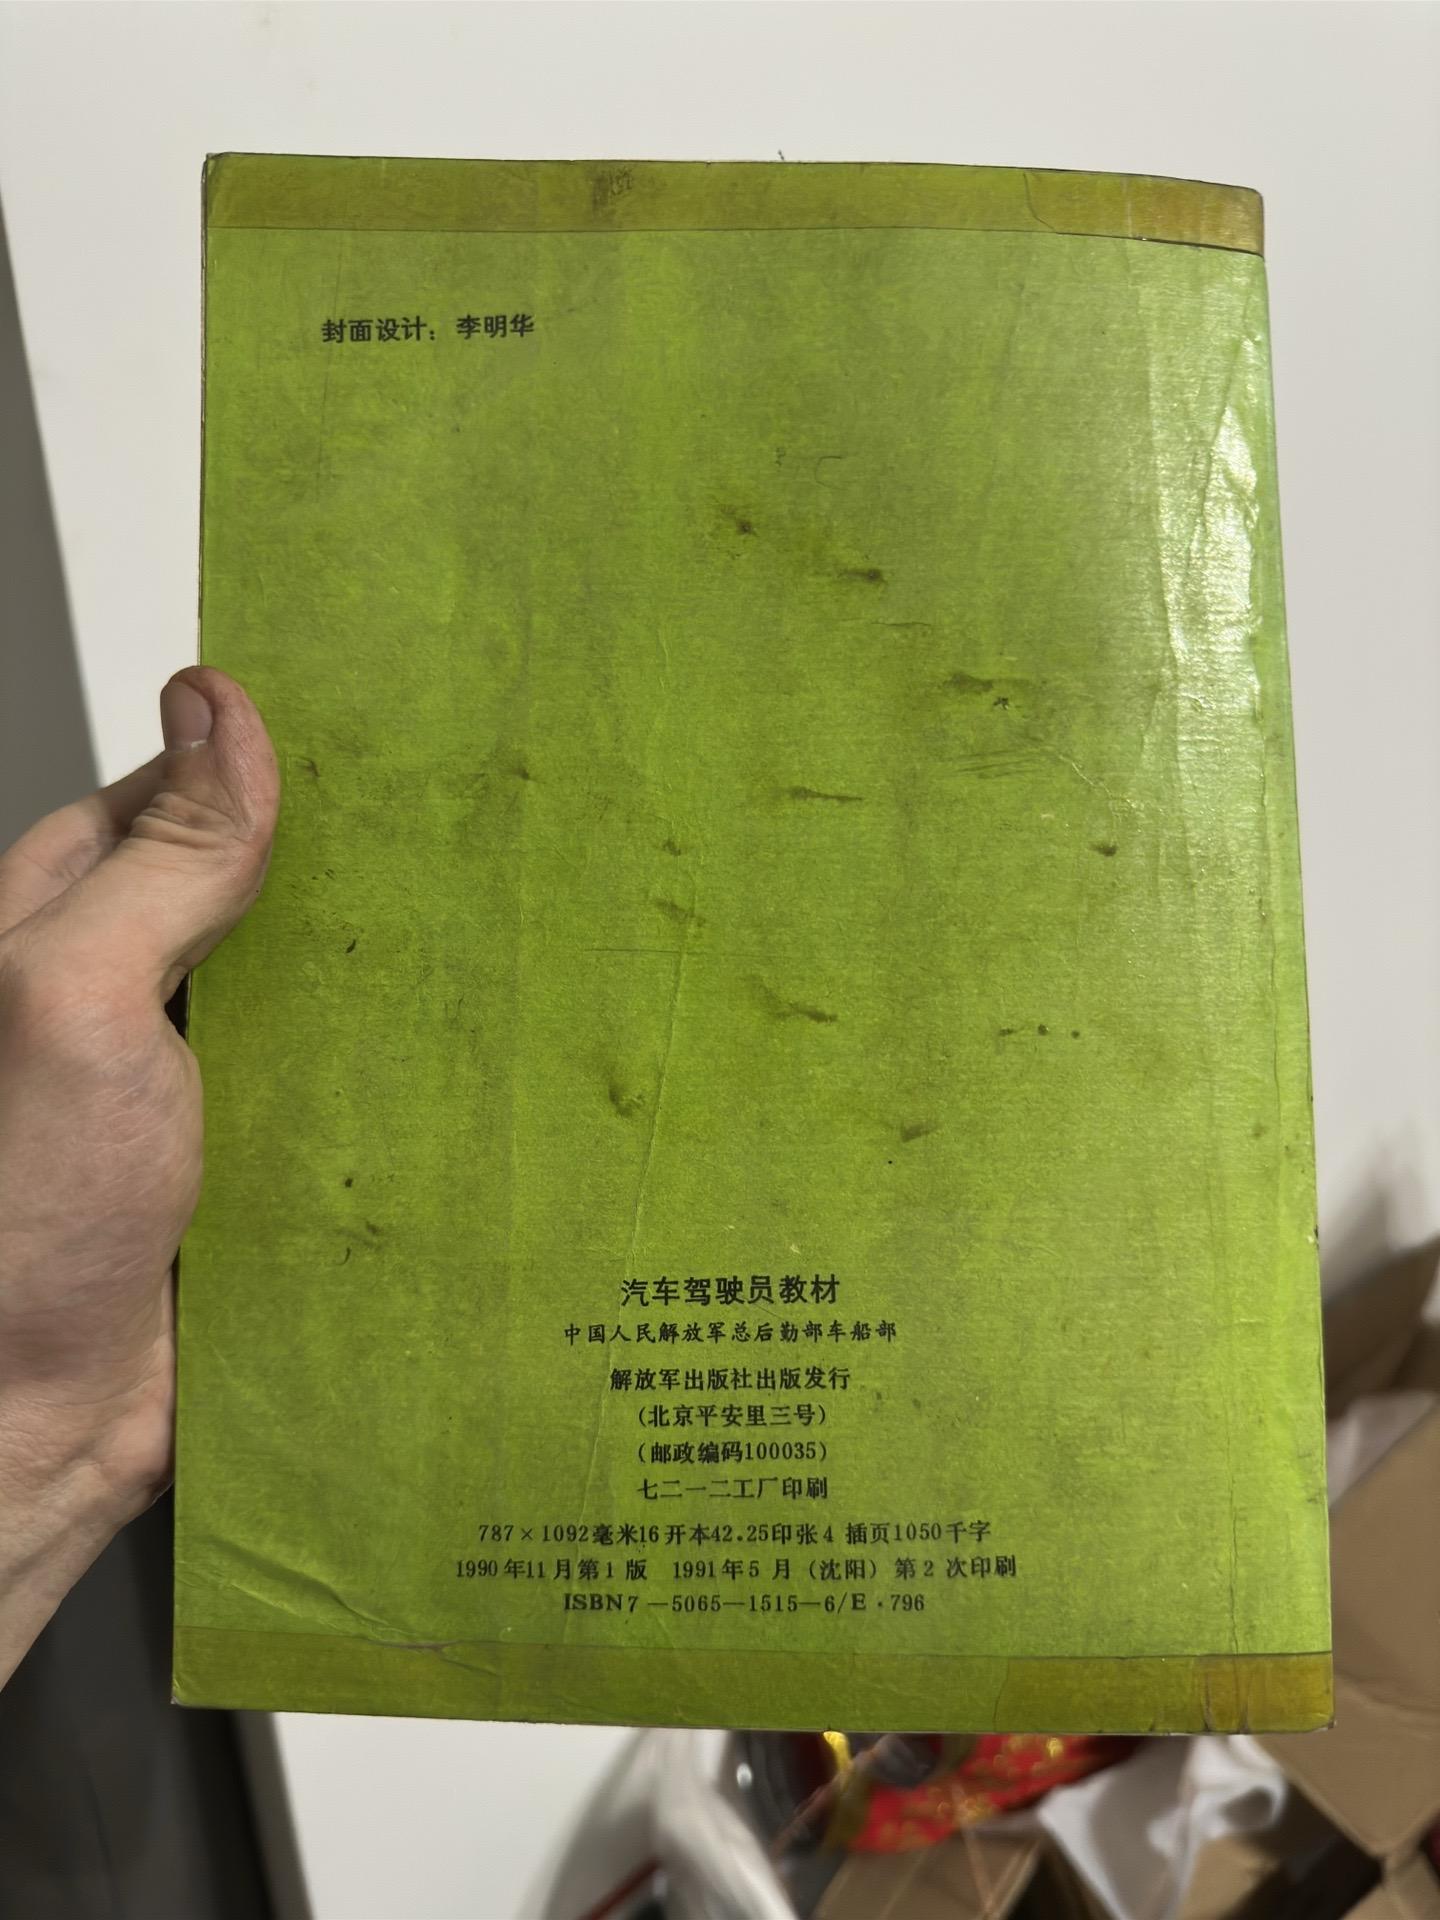 封面设计：李明华
汽车驾驶员教材
中国人民解放军总后勤部车船部
解放军出版社出版发行
(北京平安里三号)
(邮政编码100035)
七二一二工厂印刷
787×1092毫米16开本42.25印张4 插页1050千字
1990年11月第1版 1991年5月(沈阳)第2次印刷
ISBN7—5065—1515—6/E·796